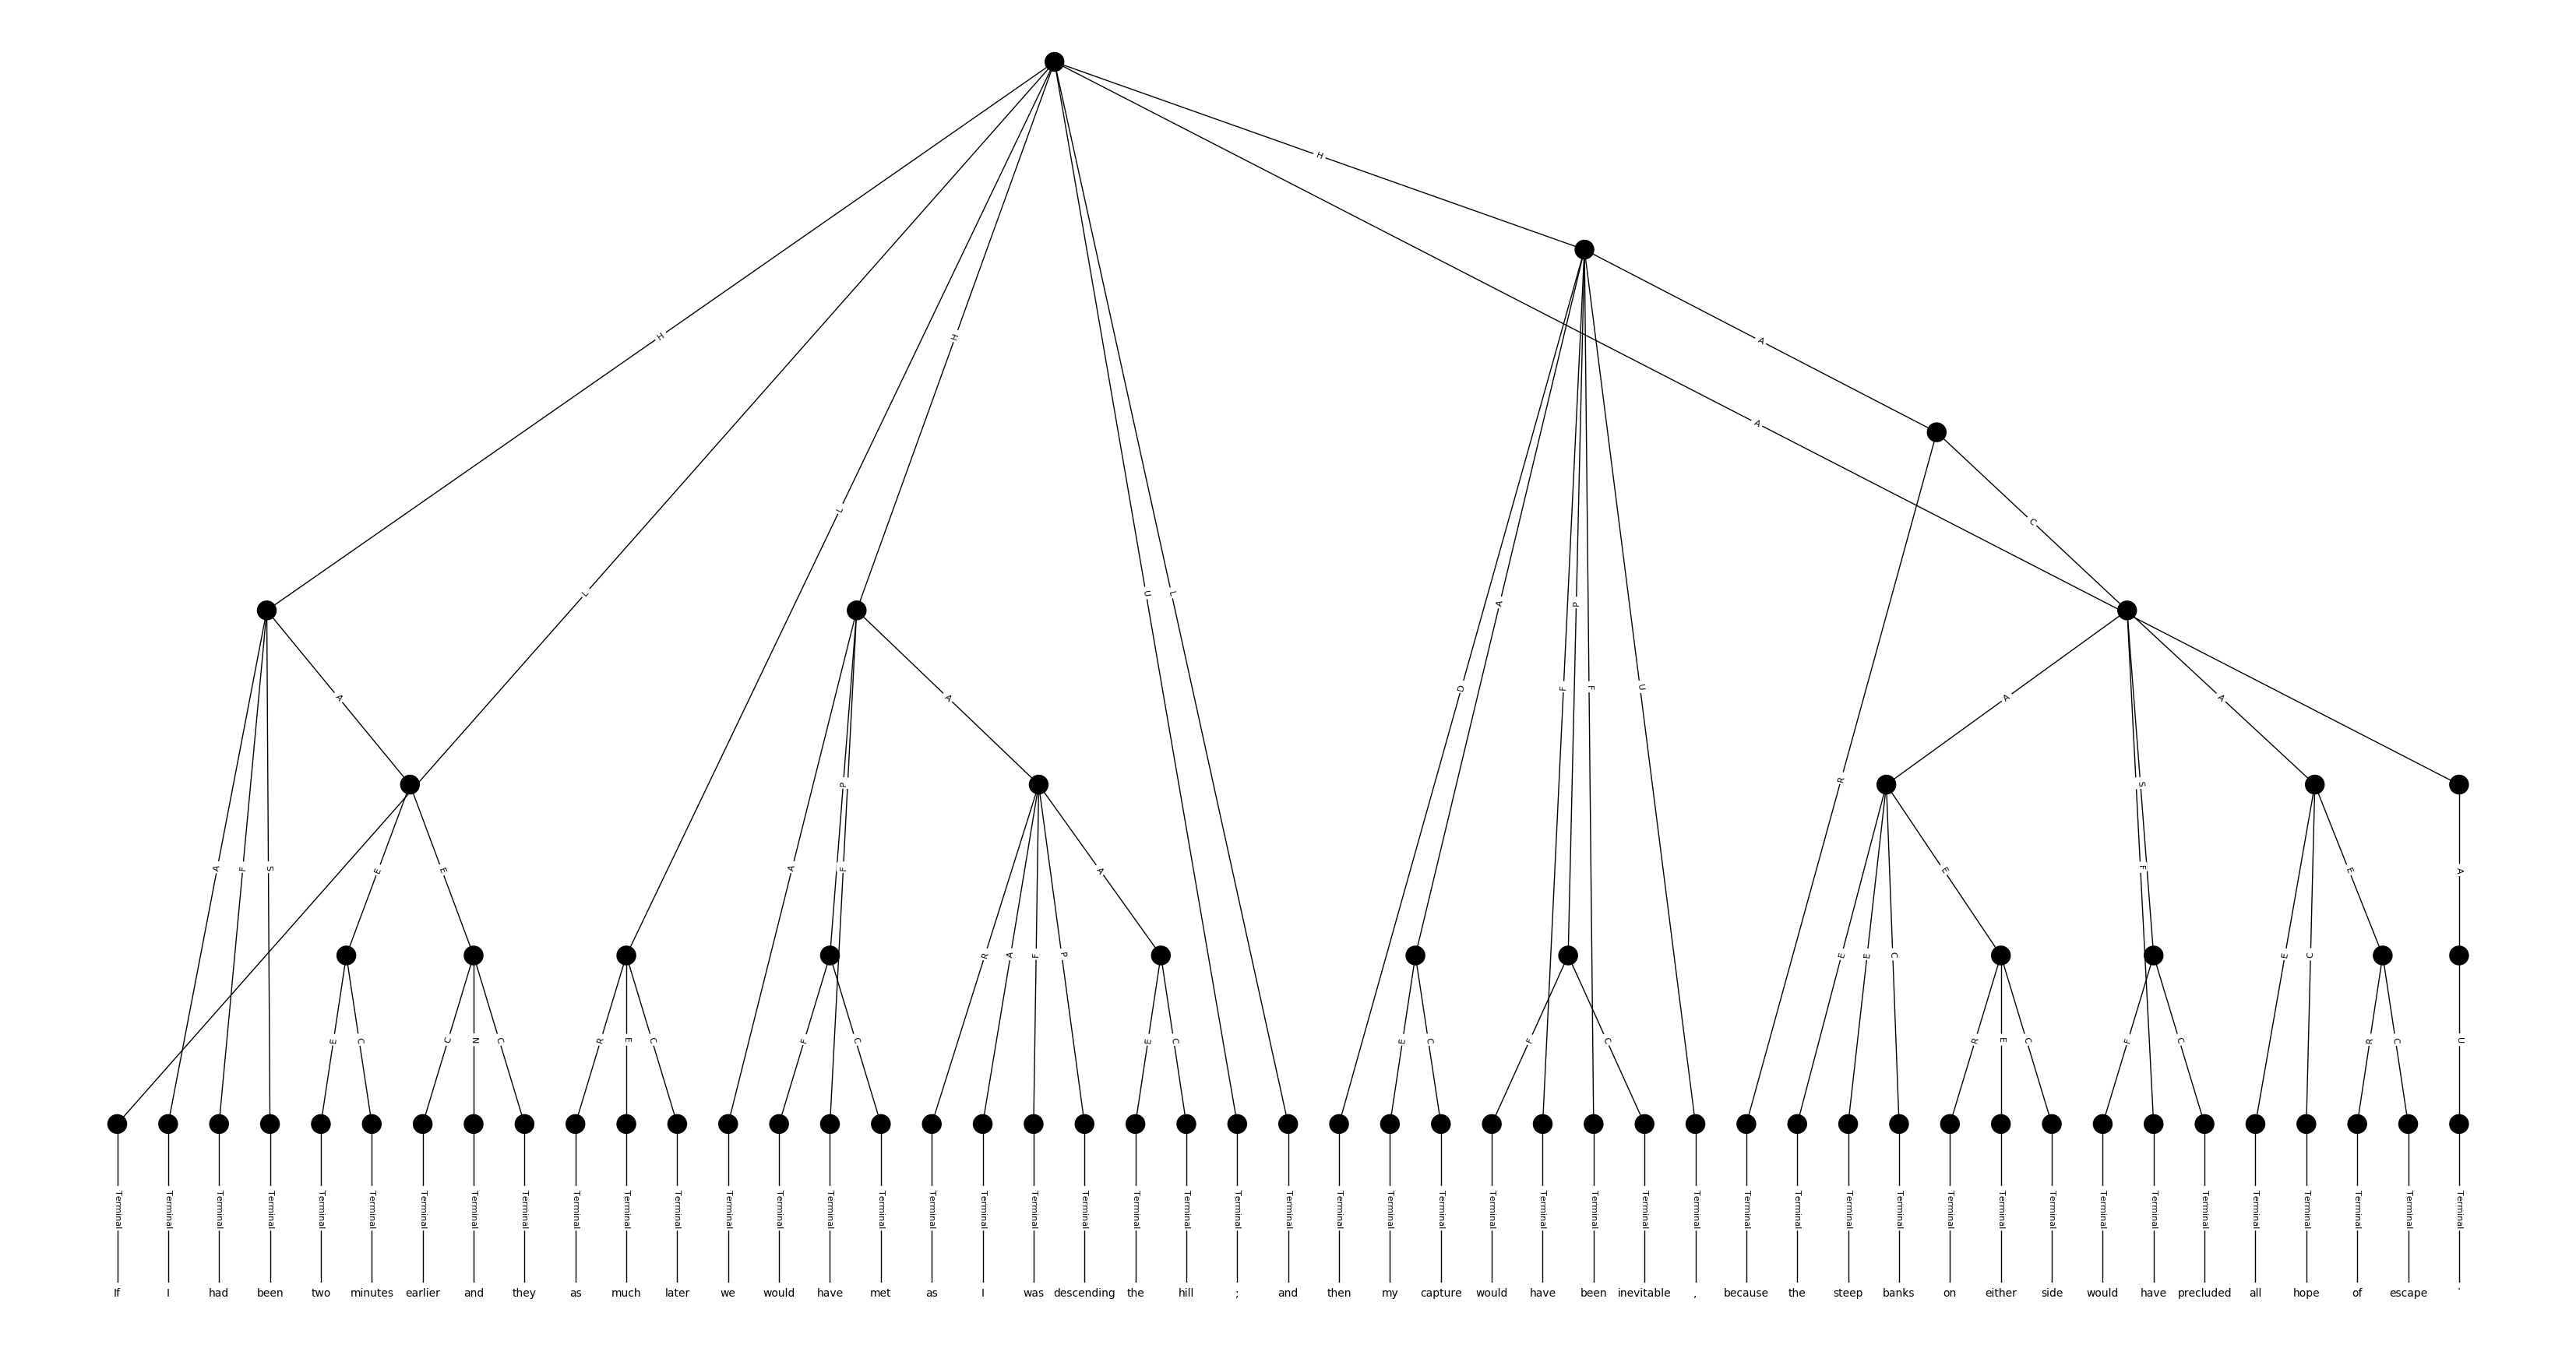 H
H
H
A
A
L
C
L
U
L
F
P
A
D
F
U
A
A
A
A
R
P
S
A
F
S
E
E
A
F
A
E
F
E
A
R
A
F
P
E
E
C
E
C
E
C
E
C
C
N
C
R
E
C
F
C
E
C
E
C
F
C
R
E
C
F
C
R
C
U
Terminal Terminal Terminal Terminal Terminal Terminal Terminal Terminal Terminal Terminal Terminal Terminal Terminal Terminal Terminal Terminal Terminal Terminal Terminal Terminal Terminal Terminal Terminal Terminal Terminal Terminal Terminal Terminal Terminal Terminal Terminal Terminal Terminal Terminal Terminal Terminal Terminal Terminal Terminal Terminal Terminal Terminal Terminal Terminal Terminal Terminal Terminal
If I had been two minutes earlier and they as much later we would have met as I was descending the hill ; and then my capture would have been inevitable , because the steep banks on either side would have precluded all hope of escape .